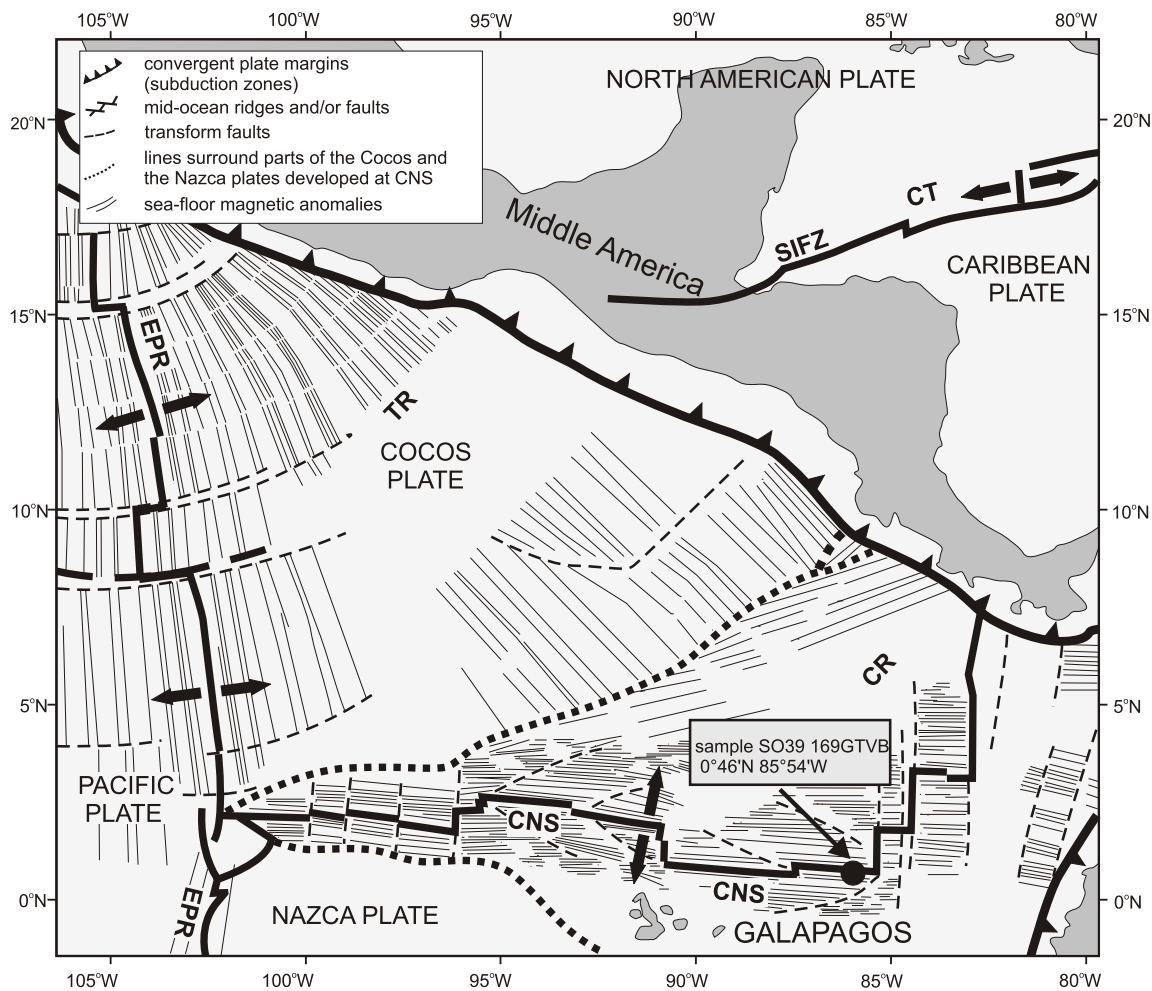 105°W 100°W 95°W 90°W 85°W 80°W
convergent plate margins
(subduction zones)
mid-ocean ridges and/or faults
transform faults
lines surround parts of the Cocos and
the Nazca plates developed at CNS
sea-floor magnetic anomalies
NORTH AMERICAN PLATE
20°N 20°N
CT
Middle America
SIFZ
CARIBBEAN
PLATE
15°N 15°N
EPR
TR
COCOS
PLATE
10°N 10°N
CR
5°N 5°N
sample SO39 169GTVB
0°46'N 85°54'W
PACIFIC
PLATE
CNS
CNS
0°N 0°N
EPR
NAZCA PLATE
GALAPAGOS
105°W 100°W 95°W 90°W 85°W 80°W